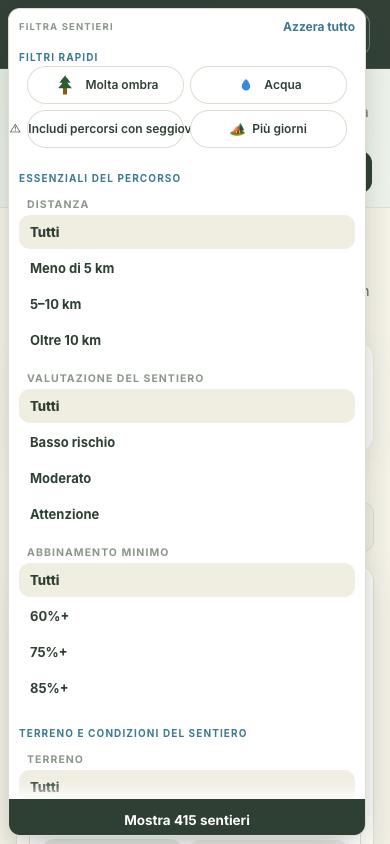 FILTRA SENTIERI
Azzera tutto
FILTRI RAPIDI
Molta ombra
Acqua
Includi percorsi con seggiov
Più giorni
ESSENZIALI DEL PERCORSO
DISTANZA
Tutti
Meno di 5 km
5–10 km
Oltre 10 km
VALUTAZIONE DEL SENTIERO
Tutti
Basso rischio
Moderato
Attenzione
ABBINAMENTO MINIMO
Tutti
60%+
75%+
85%+
TERRENO E CONDIZIONI DEL SENTIERO
TERRENO
Tutti
Mostra 415 sentieri